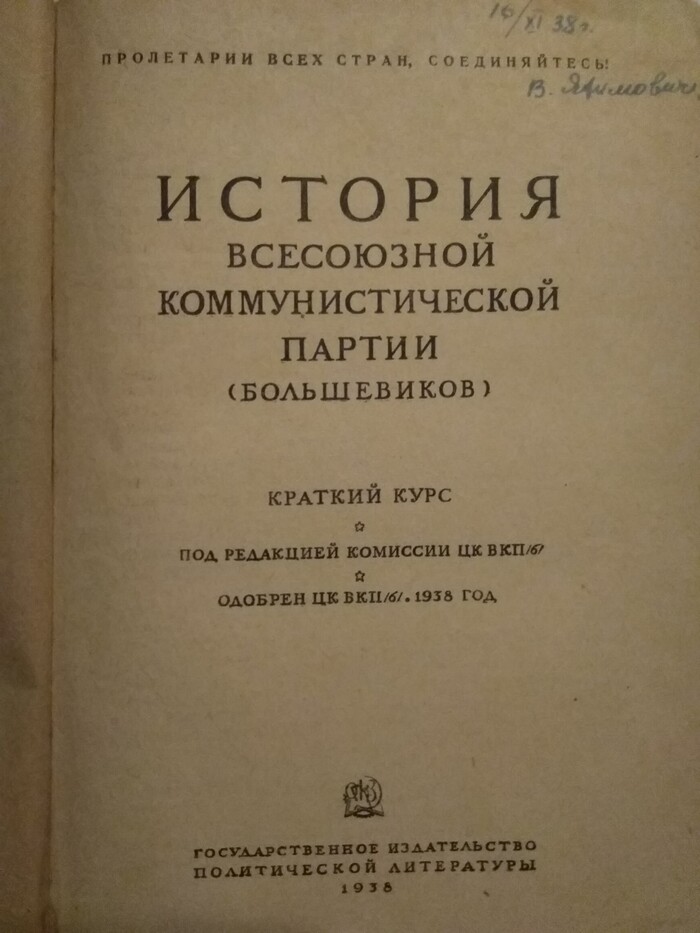 16/XI 38г.
ПРОЛЕТАРИИ ВСЕХ СТРАН, СОЕДИНЯЙТЕСЬ!
В. Яхимович
ИСТОРИЯ
ВСЕСОЮЗНОЙ
КОММУНИСТИЧЕСКОЙ
ПАРТИИ
(БОЛЬШЕВИКОВ)
КРАТКИЙ КУРС
ПОД РЕДАКЦИЕЙ КОМИССИИ ЦК ВКП/б/
ОДОБРЕН ЦК ВКП/б/. 1938 ГОД
ГОСУДАРСТВЕННОЕ ИЗДАТЕЛЬСТВО
ПОЛИТИЧЕСКОЙ ЛИТЕРАТУРЫ
1938